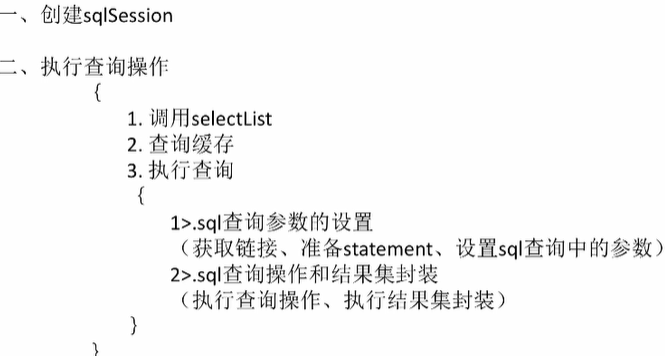 一、创建sqlSession
二、执行查询操作
{
1. 调用selectList
2. 查询缓存
3. 执行查询
{
1>.sql查询参数的设置
（获取链接、准备statement、设置sql查询中的参数）
2>.sql查询操作和结果集封装
（执行查询操作、执行结果集封装）
}
}